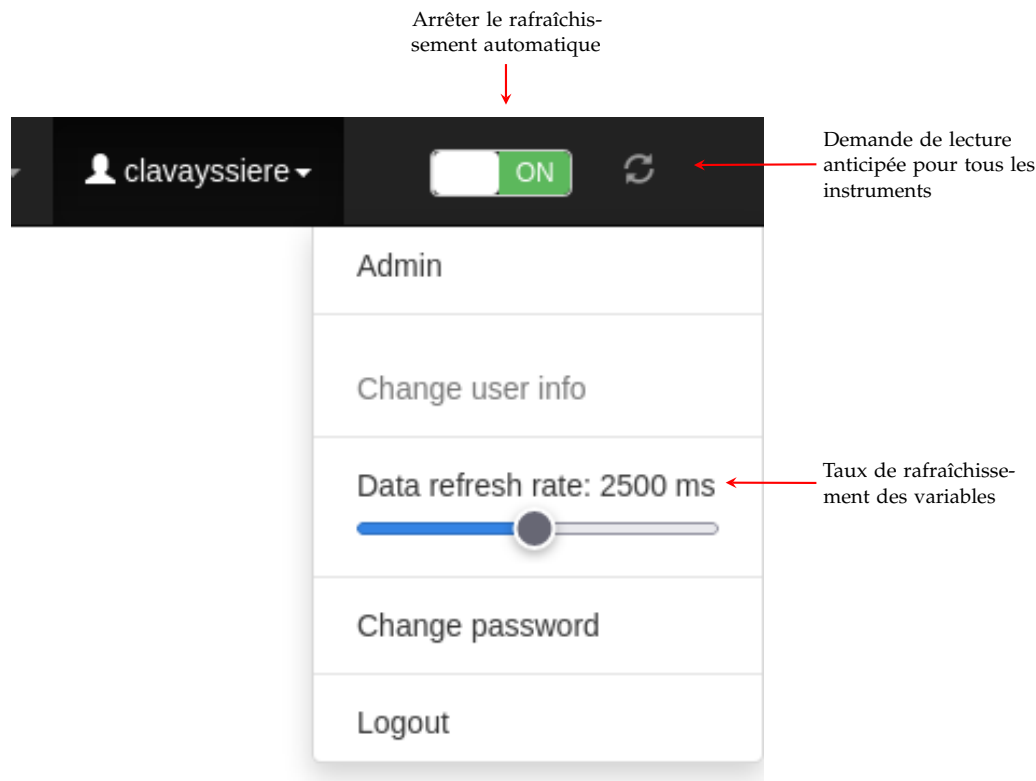 Arrêter le rafraîchis-
sement automatique
clavayssiere
ON
Demande de lecture
anticipée pour tous les
instruments
Admin
Change user info
Data refresh rate: 2500 ms
Taux de rafraîchisse-
ment des variables
Change password
Logout